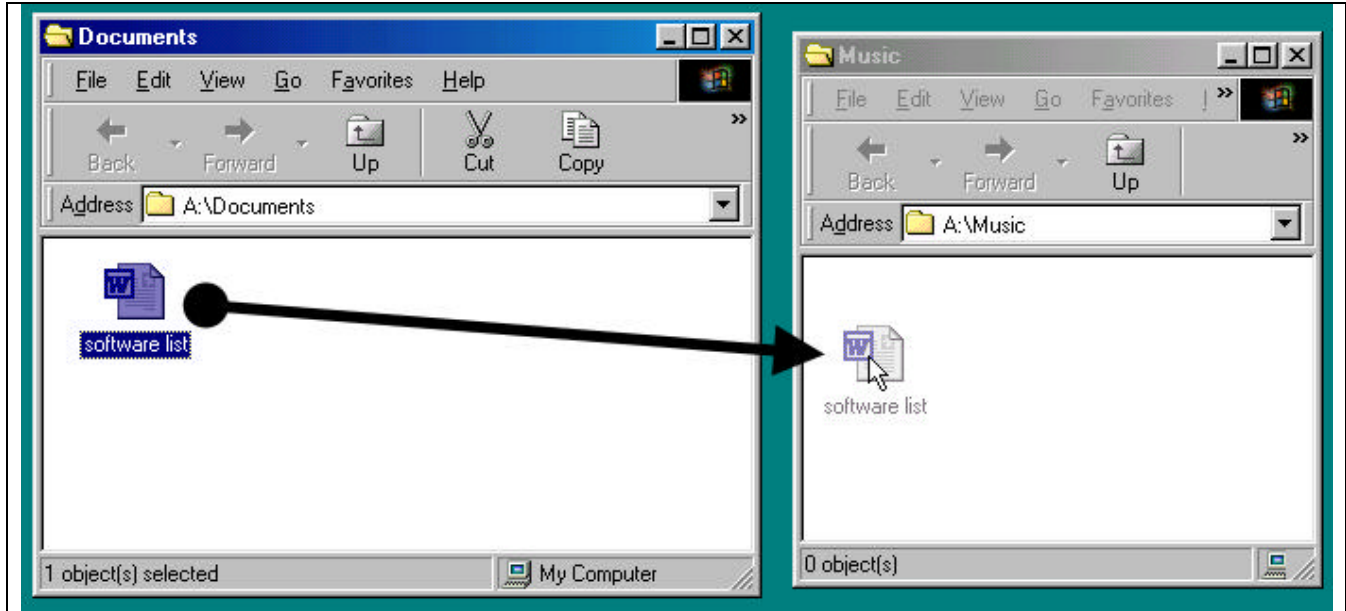 Documents
File Edit View Go Favorites Help
Back Forward Up Cut Copy »
Address A:\Documents
W
software list
1 object(s) selected My Computer
Music
File Edit View Go Favorites »
Back Forward Up »
Address A:\Music
W
software list
0 object(s)